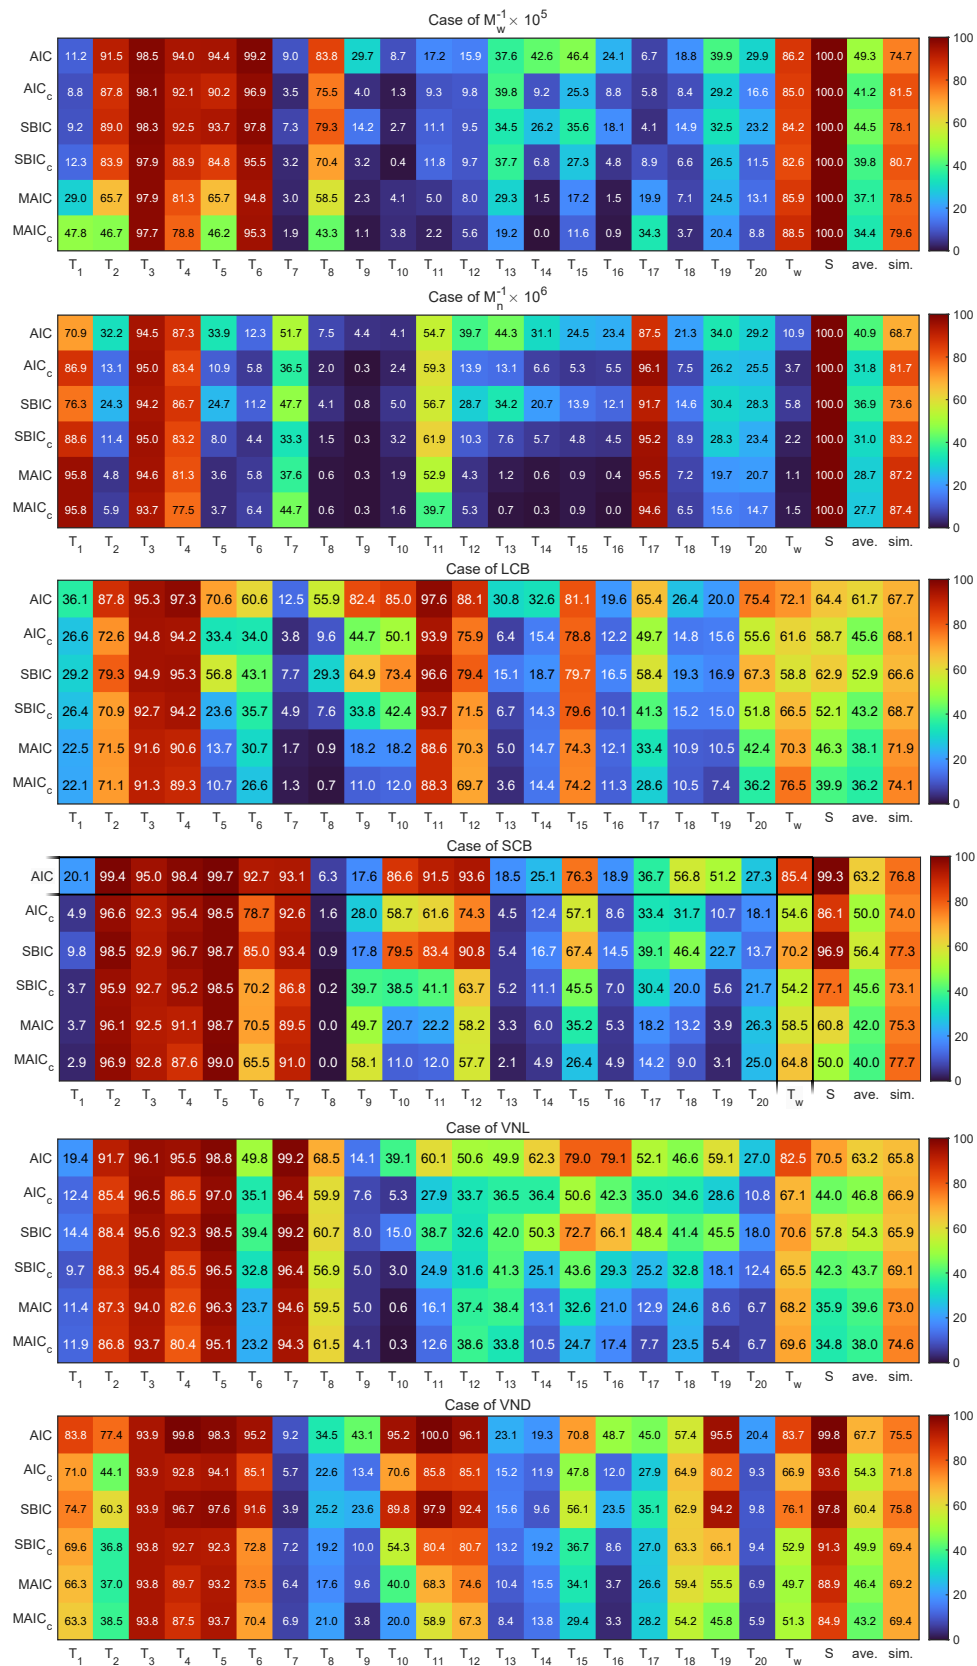 Case of M_w^-1 × 10^5
AIC 11.2 91.5 98.5 94.0 94.4 99.2 9.0 83.8 29.7 8.7 17.2 15.9 37.6 42.6 46.4 24.1 6.7 18.8 39.9 29.9 86.2 100.0 49.3 74.7
AIC_c 8.8 87.8 98.1 92.1 90.2 96.9 3.5 75.5 4.0 1.3 9.3 9.8 39.8 9.2 25.3 8.8 5.8 8.4 29.2 16.6 85.0 100.0 41.2 81.5
SBIC 9.2 89.0 98.3 92.5 93.7 97.8 7.3 79.3 14.2 2.7 11.1 9.5 34.5 26.2 35.6 18.1 4.1 14.9 32.5 23.2 84.2 100.0 44.5 78.1
SBIC_c 12.3 83.9 97.9 88.9 84.8 95.5 3.2 70.4 3.2 0.4 11.8 9.7 37.7 6.8 27.3 4.8 8.9 6.6 26.5 11.5 82.6 100.0 39.8 80.7
MAIC 29.0 65.7 97.9 81.3 65.7 94.8 3.0 58.5 2.3 4.1 5.0 8.0 29.3 1.5 17.2 1.5 19.9 7.1 24.5 13.1 85.9 100.0 37.1 78.5
MAIC_c 47.8 46.7 97.7 78.8 46.2 95.3 1.9 43.3 1.1 3.8 2.2 5.6 19.2 0.0 11.6 0.9 34.3 3.7 20.4 8.8 88.5 100.0 34.4 79.6
T_1 T_2 T_3 T_4 T_5 T_6 T_7 T_8 T_9 T_10 T_11 T_12 T_13 T_14 T_15 T_16 T_17 T_18 T_19 T_20 T_w S ave. sim.
100
80
60
40
20
0
Case of M_n^-1 × 10^6
AIC 70.9 32.2 94.5 87.3 33.9 12.3 51.7 7.5 4.4 4.1 54.7 39.7 44.3 31.1 24.5 23.4 87.5 21.3 34.0 29.2 10.9 100.0 40.9 68.7
AIC_c 86.9 13.1 95.0 83.4 10.9 5.8 36.5 2.0 0.3 2.4 59.3 13.9 13.1 6.6 5.3 5.5 96.1 7.5 26.2 25.5 3.7 100.0 31.8 81.7
SBIC 76.3 24.3 94.2 86.7 24.7 11.2 47.7 4.1 0.8 5.0 56.7 28.7 34.2 20.7 13.9 12.1 91.7 14.6 30.4 28.3 5.8 100.0 36.9 73.6
SBIC_c 88.6 11.4 95.0 83.2 8.0 4.4 33.3 1.5 0.3 3.2 61.9 10.3 7.6 5.7 4.8 4.5 95.2 8.9 28.3 23.4 2.2 100.0 31.0 83.2
MAIC 95.8 4.8 94.6 81.3 3.6 5.8 37.6 0.6 0.3 1.9 52.9 4.3 1.2 0.6 0.9 0.4 95.5 7.2 19.7 20.7 1.1 100.0 28.7 87.2
MAIC_c 95.8 5.9 93.7 77.5 3.7 6.4 44.7 0.6 0.3 1.6 39.7 5.3 0.7 0.3 0.9 0.0 94.6 6.5 15.6 14.7 1.5 100.0 27.7 87.4
T_1 T_2 T_3 T_4 T_5 T_6 T_7 T_8 T_9 T_10 T_11 T_12 T_13 T_14 T_15 T_16 T_17 T_18 T_19 T_20 T_w S ave. sim.
100
80
60
40
20
0
Case of LCB
AIC 36.1 87.8 95.3 97.3 70.6 60.6 12.5 55.9 82.4 85.0 97.6 88.1 30.8 32.6 81.1 19.6 65.4 26.4 20.0 75.4 72.1 64.4 61.7 67.7
AIC_c 26.6 72.6 94.8 94.2 33.4 34.0 3.8 9.6 44.7 50.1 93.9 75.9 6.4 15.4 78.8 12.2 49.7 14.8 15.6 55.6 61.6 58.7 45.6 68.1
SBIC 29.2 79.3 94.9 95.3 56.8 43.1 7.7 29.3 64.9 73.4 96.6 79.4 15.1 18.7 79.7 16.5 58.4 19.3 16.9 67.3 58.8 62.9 52.9 66.6
SBIC_c 26.4 70.9 92.7 94.2 23.6 35.7 4.9 7.6 33.8 42.4 93.7 71.5 6.7 14.3 79.6 10.1 41.3 15.2 15.0 51.8 66.5 52.1 43.2 68.7
MAIC 22.5 71.5 91.6 90.6 13.7 30.7 1.7 0.9 18.2 18.2 88.6 70.3 5.0 14.7 74.3 12.1 33.4 10.9 10.5 42.4 70.3 46.3 38.1 71.9
MAIC_c 22.1 71.1 91.3 89.3 10.7 26.6 1.3 0.7 11.0 12.0 88.3 69.7 3.6 14.4 74.2 11.3 28.6 10.5 7.4 36.2 76.5 39.9 36.2 74.1
T_1 T_2 T_3 T_4 T_5 T_6 T_7 T_8 T_9 T_10 T_11 T_12 T_13 T_14 T_15 T_16 T_17 T_18 T_19 T_20 T_w S ave. sim.
100
80
60
40
20
0
Case of SCB
AIC 20.1 99.4 95.0 98.4 99.7 92.7 93.1 6.3 17.6 86.6 91.5 93.6 18.5 25.1 76.3 18.9 36.7 56.8 51.2 27.3 85.4 99.3 63.2 76.8
AIC_c 4.9 96.6 92.3 95.4 98.5 78.7 92.6 1.6 28.0 58.7 61.6 74.3 4.5 12.4 57.1 8.6 33.4 31.7 10.7 18.1 54.6 86.1 50.0 74.0
SBIC 9.8 98.5 92.9 96.7 98.7 85.0 93.4 0.9 17.8 79.5 83.4 90.8 5.4 16.7 67.4 14.5 39.1 46.4 22.7 13.7 70.2 96.9 56.4 77.3
SBIC_c 3.7 95.9 92.7 95.2 98.5 70.2 86.8 0.2 39.7 38.5 41.1 63.7 5.2 11.1 45.5 7.0 30.4 20.0 5.6 21.7 54.2 77.1 45.6 73.1
MAIC 3.7 96.1 92.5 91.1 98.7 70.5 89.5 0.0 49.7 20.7 22.2 58.2 3.3 6.0 35.2 5.3 18.2 13.2 3.9 26.3 58.5 60.8 42.0 75.3
MAIC_c 2.9 96.9 92.8 87.6 99.0 65.5 91.0 0.0 58.1 11.0 12.0 57.7 2.1 4.9 26.4 4.9 14.2 9.0 3.1 25.0 64.8 50.0 40.0 77.7
T_1 T_2 T_3 T_4 T_5 T_6 T_7 T_8 T_9 T_10 T_11 T_12 T_13 T_14 T_15 T_16 T_17 T_18 T_19 T_20 T_w S ave. sim.
100
80
60
40
20
0
Case of VNL
AIC 19.4 91.7 96.1 95.5 98.8 49.8 99.2 68.5 14.1 39.1 60.1 50.6 49.9 62.3 79.0 79.1 52.1 46.6 59.1 27.0 82.5 70.5 63.2 65.8
AIC_c 12.4 85.4 96.5 86.5 97.0 35.1 96.4 59.9 7.6 5.3 27.9 33.7 36.5 36.4 50.6 42.3 35.0 34.6 28.6 10.8 67.1 44.0 46.8 66.9
SBIC 14.4 88.4 95.6 92.3 98.5 39.4 99.2 60.7 8.0 15.0 38.7 32.6 42.0 50.3 72.7 66.1 48.4 41.4 45.5 18.0 70.6 57.8 54.3 65.9
SBIC_c 9.7 88.3 95.4 85.5 96.5 32.8 96.4 56.9 5.0 3.0 24.9 31.6 41.3 25.1 43.6 29.3 25.2 32.8 18.1 12.4 65.5 42.3 43.7 69.1
MAIC 11.4 87.3 94.0 82.6 96.3 23.7 94.6 59.5 5.0 0.6 16.1 37.4 38.4 13.1 32.6 21.0 12.9 24.6 8.6 6.7 68.2 35.9 39.6 73.0
MAIC_c 11.9 86.8 93.7 80.4 95.1 23.2 94.3 61.5 4.1 0.3 12.6 38.6 33.8 10.5 24.7 17.4 7.7 23.5 5.4 6.7 69.6 34.8 38.0 74.6
T_1 T_2 T_3 T_4 T_5 T_6 T_7 T_8 T_9 T_10 T_11 T_12 T_13 T_14 T_15 T_16 T_17 T_18 T_19 T_20 T_w S ave. sim.
100
80
60
40
20
0
Case of VND
AIC 83.8 77.4 93.9 99.8 98.3 95.2 9.2 34.5 43.1 95.2 100.0 96.1 23.1 19.3 70.8 48.7 45.0 57.4 95.5 20.4 83.7 99.8 67.7 75.5
AIC_c 71.0 44.1 93.9 92.8 94.1 85.1 5.7 22.6 13.4 70.6 85.8 85.1 15.2 11.9 47.8 12.0 27.9 64.9 80.2 9.3 66.9 93.6 54.3 71.8
SBIC 74.7 60.3 93.9 96.7 97.6 91.6 3.9 25.2 23.6 89.8 97.9 92.4 15.6 9.6 56.1 23.5 35.1 62.9 94.2 9.8 76.1 97.8 60.4 75.8
SBIC_c 69.6 36.8 93.8 92.7 92.3 72.8 7.2 19.2 10.0 54.3 80.4 80.7 13.2 19.2 36.7 8.6 27.0 63.3 66.1 9.4 52.9 91.3 49.9 69.4
MAIC 66.3 37.0 93.8 89.7 93.2 73.5 6.4 17.6 9.6 40.0 68.3 74.6 10.4 15.5 34.1 3.7 26.6 59.4 55.5 6.9 49.7 88.9 46.4 69.2
MAIC_c 63.3 38.5 93.8 87.5 93.7 70.4 6.9 21.0 3.8 20.0 58.9 67.3 8.4 13.8 29.4 3.3 28.2 54.2 45.8 5.9 51.3 84.9 43.2 69.4
T_1 T_2 T_3 T_4 T_5 T_6 T_7 T_8 T_9 T_10 T_11 T_12 T_13 T_14 T_15 T_16 T_17 T_18 T_19 T_20 T_w S ave. sim.
100
80
60
40
20
0